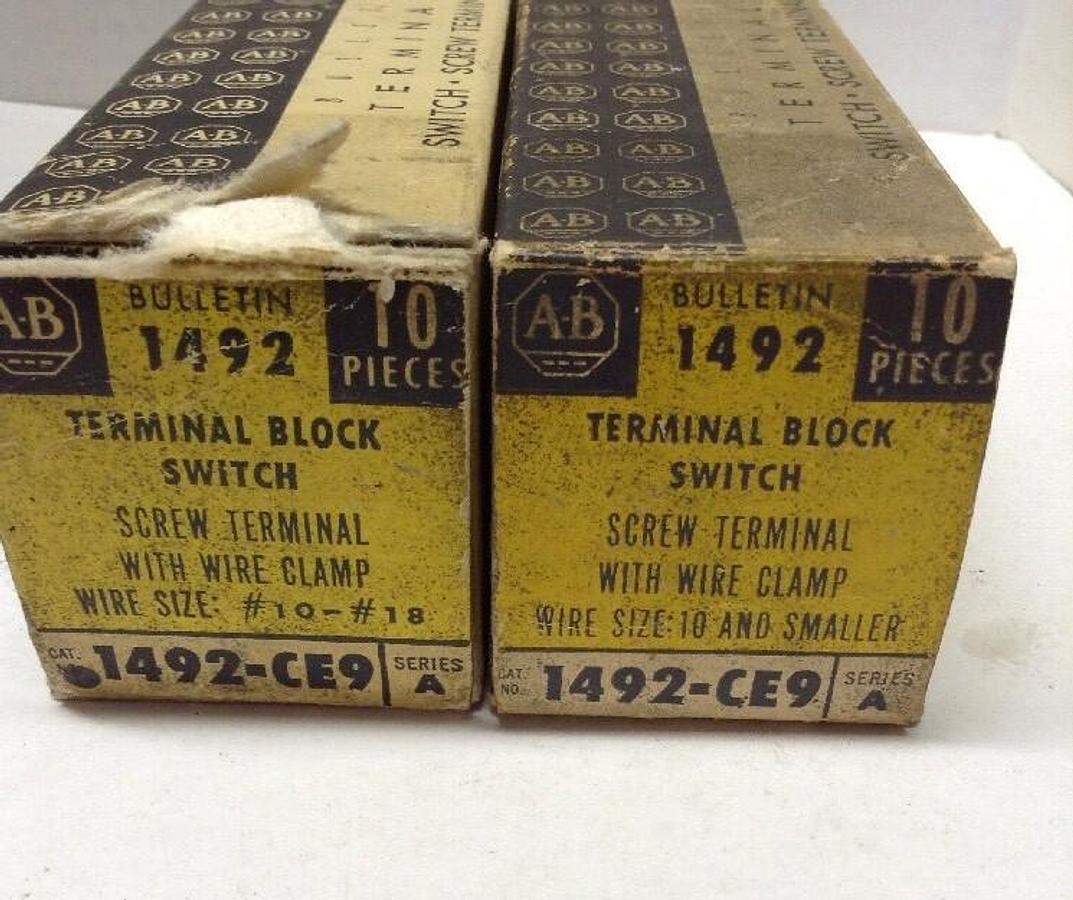 A-B A-B
A-B A-B
A-B A-B
A-B A-B
A-B A-B
A-B A-B
A-B A-B
A-B
TERMINA
SWITCH • SCREW TERMIN
A-B
BULLETIN
1492
10
PIECES
TERMINAL BLOCK
SWITCH
SCREW TERMINAL
WITH WIRE CLAMP
WIRE SIZE: #10-#18
CAT.
NO.
1492-CE9
SERIES
A
A-B A-B
A-B A-B
A-B A-B
A-B A-B
A-B A-B
A-B A-B
A-B A-B
A-B A-B
A-B A-B
TERMINA
SWITCH • SCREW TERMIN
A-B
BULLETIN
1492
10
PIECES
TERMINAL BLOCK
SWITCH
SCREW TERMINAL
WITH WIRE CLAMP
WIRE SIZE: 10 AND SMALLER
CAT.
NO.
1492-CE9
SERIES
A